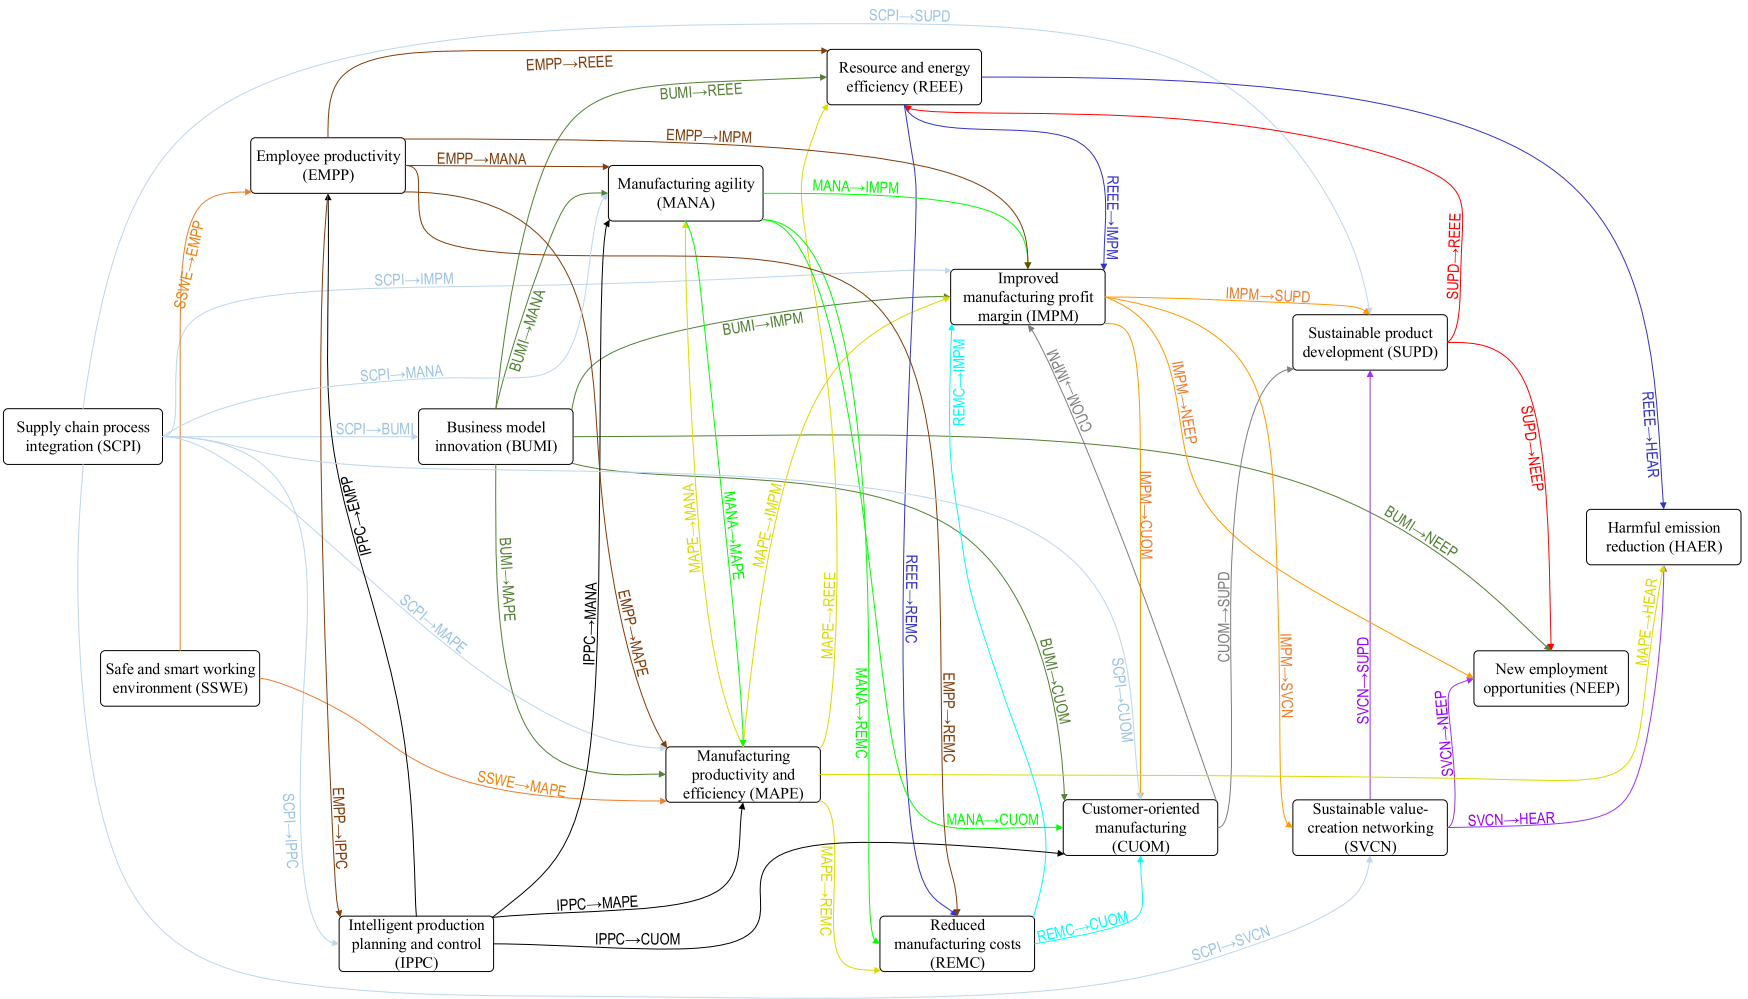 SCPI→SUPD
EMPP→REEE
BUMI→REEE
Resource and energy
efficiency (REEE)
Employee productivity
(EMPP)
EMPP→IMPM
EMPP→MANA
Manufacturing agility
(MANA)
MANA→IMPM
REEE→IMPM
SUPD→REEE
SSWE→EMPP
SCPI→IMPM
BUMI→MANA
BUMI→IMPM
Improved
manufacturing profit
margin (IMPM)
IMPM→SUPD
Sustainable product
development (SUPD)
SCPI→MANA
REMC→IMPM
CUOM→IMPM
IMPM→NEEP
SUPD→NEEP
REEE→HEAR
Supply chain process
integration (SCPI)
SCPI→BUMI
Business model
innovation (BUMI)
IPPC→EMPP
MAPE→MANA
MANA→MAPE
MAPE→IMPM
IMPM→CUOM
BUMI→NEEP
Harmful emission
reduction (HAER)
BUMI→MAPE
SCPI→MAPE
IPPC→MANA
EMPP→MAPE
MAPE→REEE
REEE→REMC
CUOM→SUPD
MAPE→HEAR
Safe and smart working
environment (SSWE)
New employment
opportunities (NEEP)
MANA→REMC
EMPP→REMC
BUMI→CUOM
SCPI→CUOM
IMPM→SVCN
SVCN→SUPD
SVCN→NEEP
SSWE→MAPE
Manufacturing
productivity and
efficiency (MAPE)
SCPI→IPPC
EMPP→IPPC
MANA→CUOM
Customer-oriented
manufacturing
(CUOM)
Sustainable value-
creation networking
(SVCN)
SVCN→HEAR
MAPE→REMC
IPPC→MAPE
IPPC→CUOM
Intelligent production
planning and control
(IPPC)
Reduced
manufacturing costs
(REMC)
REMC→CUOM
SCPI→SVCN